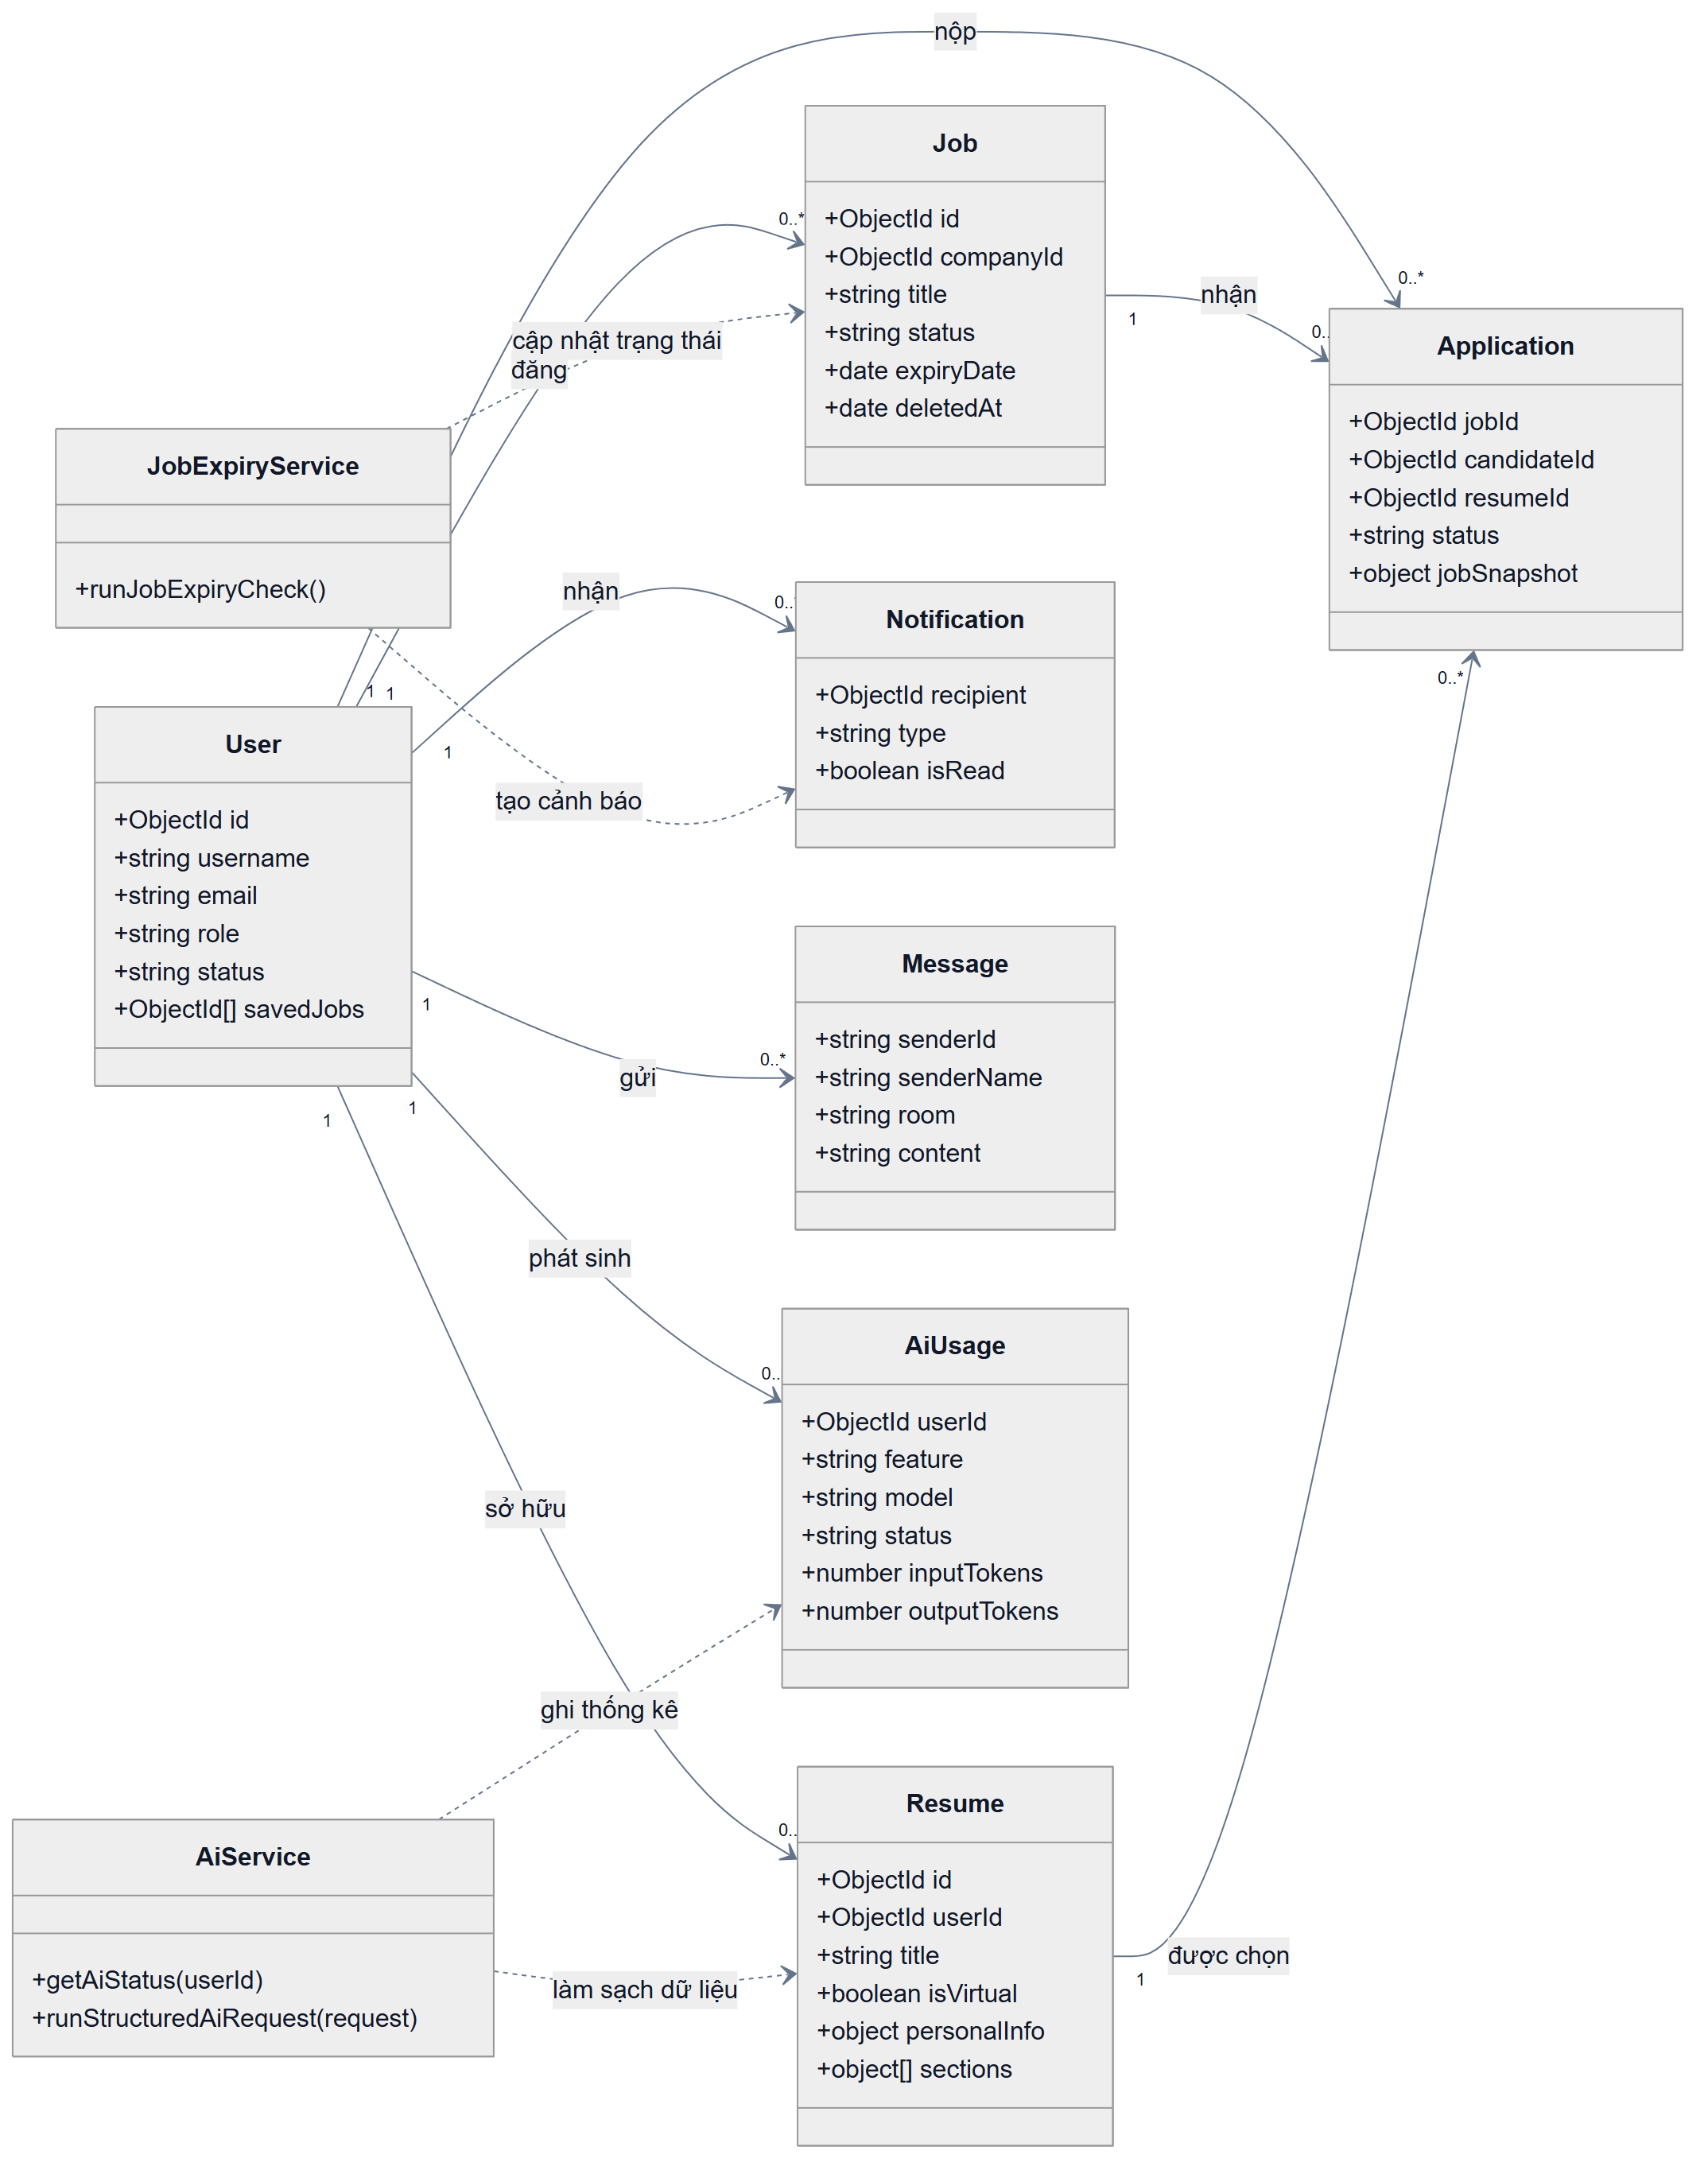 nộp
Job
+ObjectId id
+ObjectId companyId
+string title
+string status
+date expiryDate
+date deletedAt
0..*
nhận
1
0..
0..*
Application
+ObjectId jobId
+ObjectId candidateId
+ObjectId resumeId
+string status
+object jobSnapshot
0..*
cập nhật trạng thái
đăng
JobExpiryService
+runJobExpiryCheck()
nhận
0..
Notification
+ObjectId recipient
+string type
+boolean isRead
1
1
1
tạo cảnh báo
User
+ObjectId id
+string username
+string email
+string role
+string status
+ObjectId[] savedJobs
1
gửi
0..*
Message
+string senderId
+string senderName
+string room
+string content
1
1
phát sinh
0..
AiUsage
+ObjectId userId
+string feature
+string model
+string status
+number inputTokens
+number outputTokens
sở hữu
ghi thống kê
0..
AiService
+getAiStatus(userId)
+runStructuredAiRequest(request)
làm sạch dữ liệu
Resume
+ObjectId id
+ObjectId userId
+string title
+boolean isVirtual
+object personalInfo
+object[] sections
1
được chọn